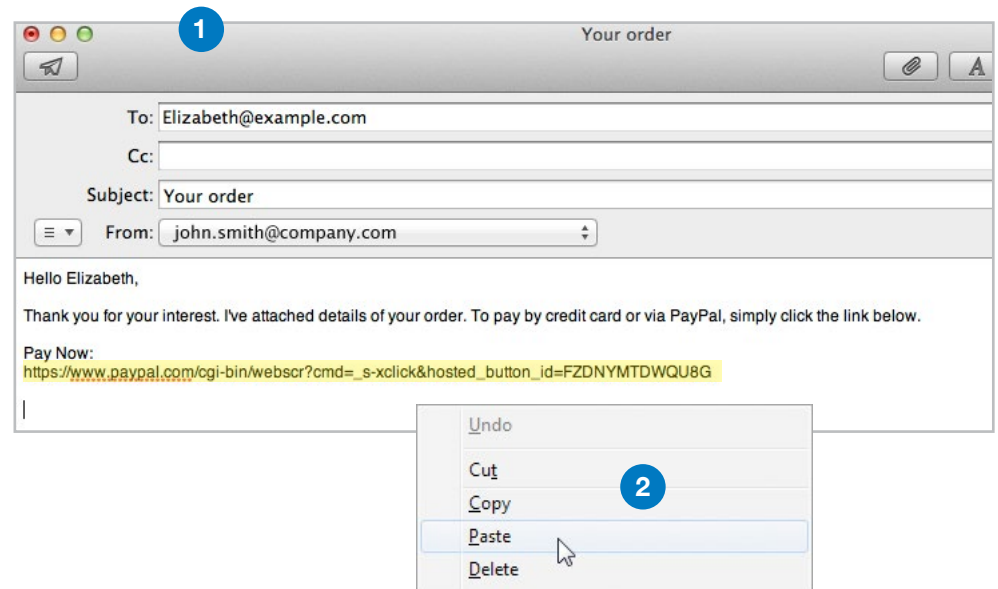 1
Your order
A
To: Elizabeth@example.com
Cc:
Subject: Your order
From: john.smith@company.com
Hello Elizabeth,
Thank you for your interest. I've attached details of your order. To pay by credit card or via PayPal, simply click the link below.
Pay Now:
https://www.paypal.com/cgi-bin/webscr?cmd=_s-xclick&hosted_button_id=FZDNYMTDWQU8G
Undo
Cut
2
Copy
Paste
Delete